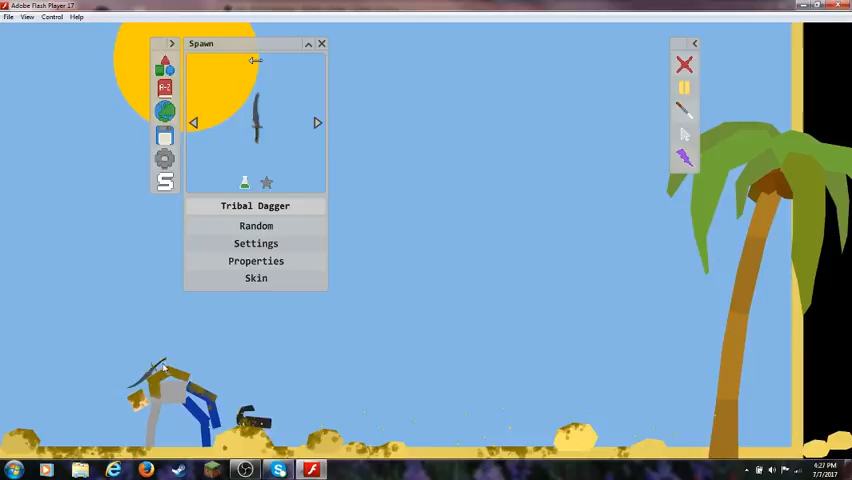 Adobe Flash Player 17
File View Control Help
Spawn
A-Z
S
Tribal Dagger
Random
Settings
Properties
Skin
4:27 PM
7/7/2017